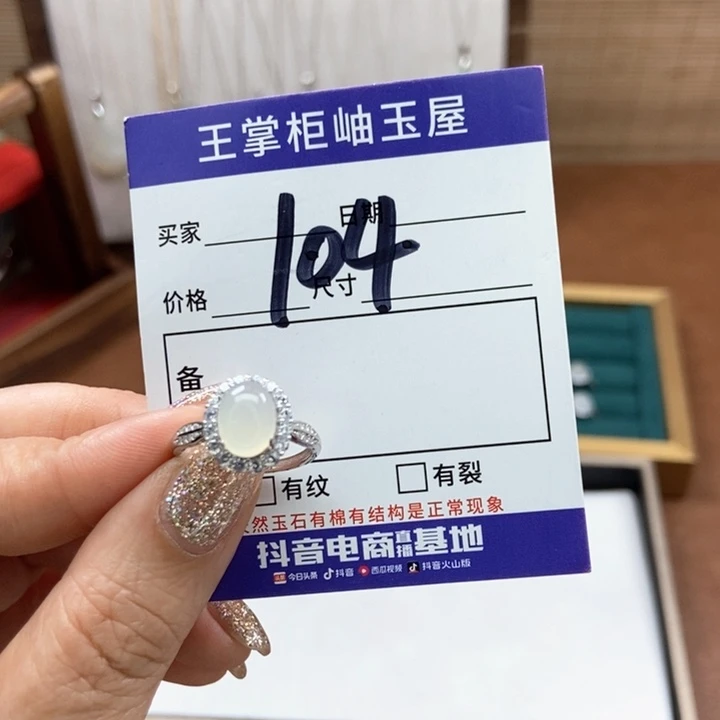 王掌柜岫玉屋
买家 日期
104
价格 尺寸
备
有纹 有裂
然玉石有棉有结构是正常现象
抖音电商直播基地
今日头条 抖音 西瓜视频 抖音火山版